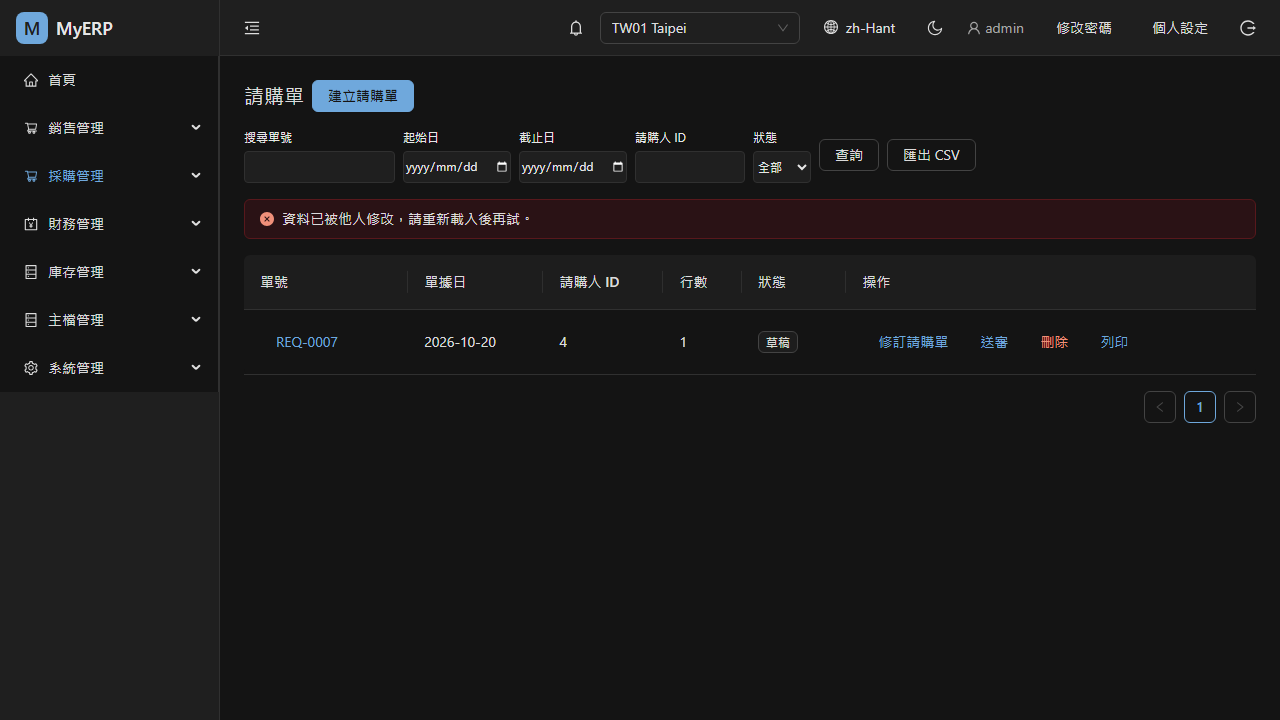 M MyERP
TW01 Taipei
zh-Hant
admin
修改密碼
個人設定
首頁
銷售管理
採購管理
財務管理
庫存管理
主檔管理
系統管理
請購單
建立請購單
搜尋單號 起始日 截止日 請購人 ID 狀態
yyyy/mm/dd yyyy/mm/dd 全部 查詢 匯出 CSV
資料已被他人修改，請重新載入後再試。
單號 單據日 請購人 ID 行數 狀態 操作
REQ-0007 2026-10-20 4 1 草稿 修訂請購單 送審 刪除 列印
1